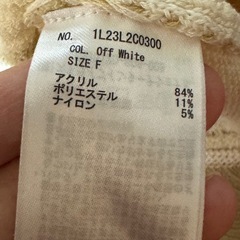 NO. 1L23L2C0300
COL. Off White
SIZE F
アクリル 84%
ポリエステル 11%
ナイロン 5%